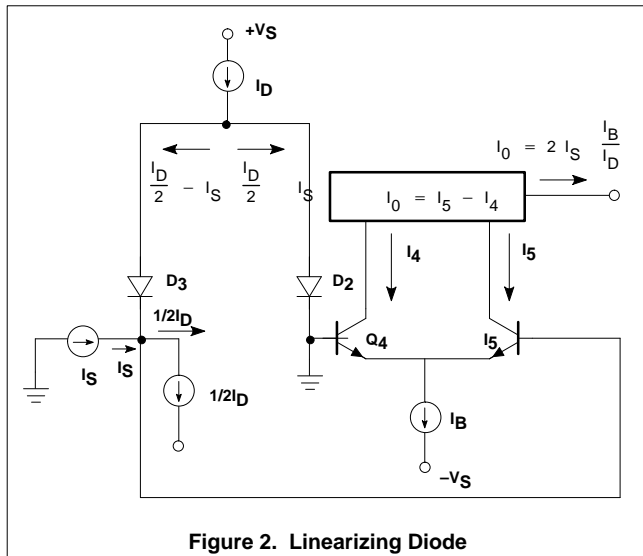 +VS
ID
ID/2 − IS
ID/2 IS
I0 = 2 IS IB/ID
I0 = I5 − I4
I4
I5
D3
D2
1/2ID
Q4
I5
IS
IS
1/2ID
IB
−VS
Figure 2. Linearizing Diode